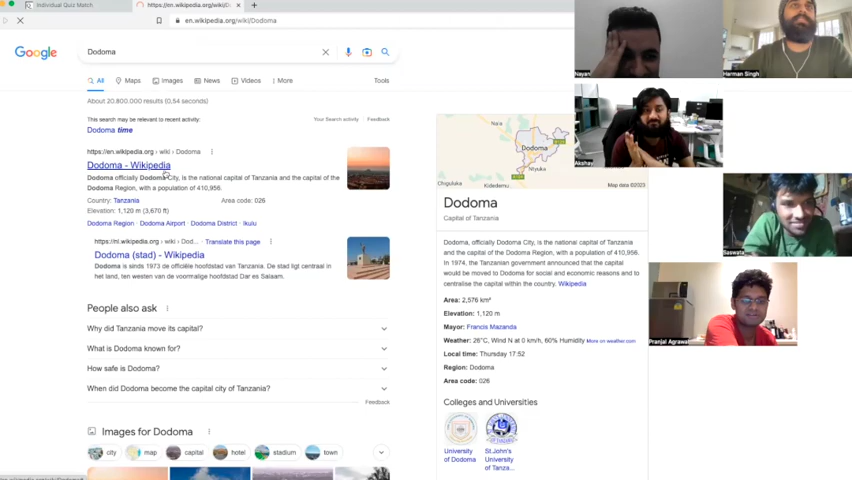 Individual Quiz Match
https://en.wikipedia.org/wiki/D
en.wikipedia.org/wiki/Dodoma
Google
Dodoma
All
Maps
Images
News
Videos
More
Tools
About 20.800.000 results (0,54 seconds)
This search may be relevant to recent activity:
Your Search activity
Feedback
Dodoma time
https://en.wikipedia.org › wiki › Dodoma
Dodoma - Wikipedia
Dodoma officially Dodoma City, is the national capital of Tanzania and the capital of the
Dodoma Region, with a population of 410,956.
Country: Tanzania
Area code: 026
Elevation: 1,120 m (3,670 ft)
Dodoma Region · Dodoma Airport · Dodoma District · Ikulu
https://nl.wikipedia.org › wiki › Dod...
Translate this page
Dodoma (stad) - Wikipedia
Dodoma is sinds 1973 de officiële hoofdstad van Tanzania. De stad ligt centraal in
het land, ten westen van de voormalige hoofdstad Dar es Salaam.
People also ask
Why did Tanzania move its capital?
What is Dodoma known for?
How safe is Dodoma?
When did Dodoma become the capital city of Tanzania?
Feedback
Images for Dodoma
city
map
capital
hotel
stadium
town
Dodoma
Chiguluka
Kidedemu
Ntyuka
Map data ©2023
Dodoma
Capital of Tanzania
Dodoma, officially Dodoma City, is the national capital of Tanzania
and the capital of the Dodoma Region, with a population of 410,956.
In 1974, the Tanzanian government announced that the capital
would be moved to Dodoma for social and economic reasons and to
centralise the capital within the country. Wikipedia
Area: 2,576 km²
Elevation: 1,120 m
Mayor: Francis Mazanda
Weather: 26°C, Wind N at 0 km/h, 60% Humidity More on weather.com
Local time: Thursday 17:52
Region: Dodoma
Area code: 026
Colleges and Universities
University
of Dodoma
St John's
University
of Tanza...
Nayan
Herman Singh
Akshay
Saswata
Pranjal Agrawal